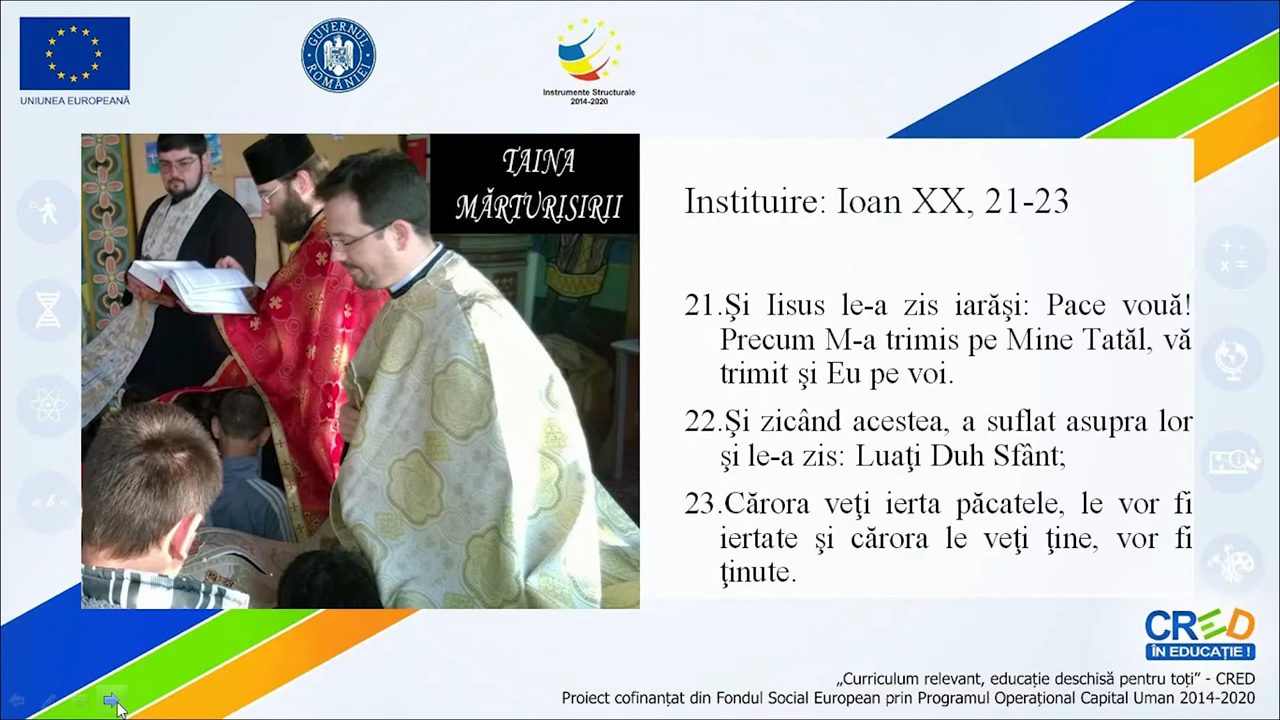 UNIUNEA EUROPEANĂ
GUVERNUL ROMÂNIEI
Instrumente Structurale
2014-2020
TAINA
MĂRTURISIRII
Instituire: Ioan XX, 21-23
21.Şi Iisus le-a zis iarăşi: Pace vouă!
Precum M-a trimis pe Mine Tatăl, vă
trimit şi Eu pe voi.
22.Şi zicând acestea, a suflat asupra lor
şi le-a zis: Luaţi Duh Sfânt;
23.Cărora veţi ierta păcatele, le vor fi
iertate şi cărora le veţi ţine, vor fi
ţinute.
a b c
+ -
x =
CRED
ÎN EDUCAȚIE !
„Curriculum relevant, educație deschisă pentru toți” - CRED
Proiect cofinanțat din Fondul Social European prin Programul Operațional Capital Uman 2014-2020